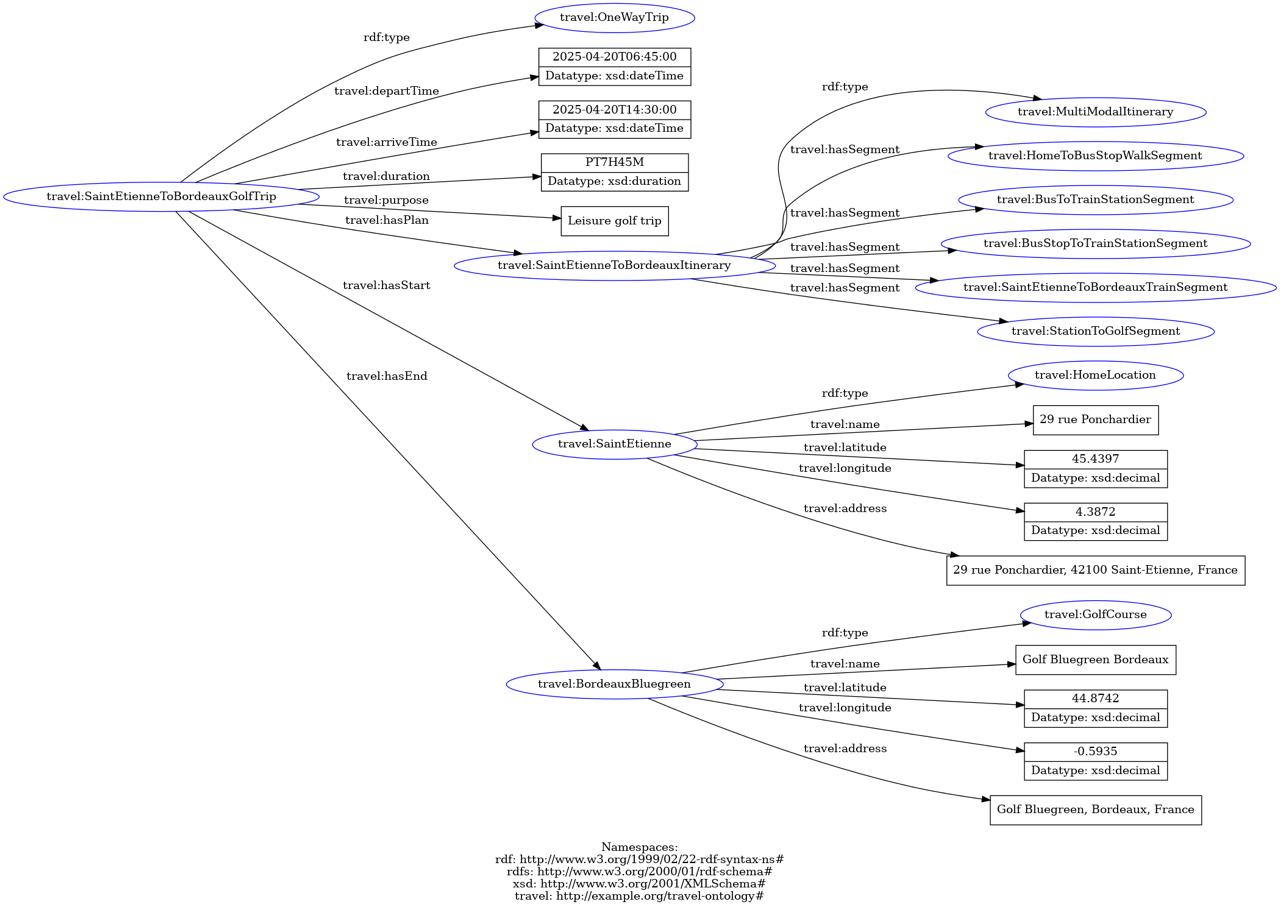 travel:OneWayTrip
rdf:type
2025-04-20T06:45:00
Datatype: xsd:dateTime
travel:departTime
2025-04-20T14:30:00
Datatype: xsd:dateTime
travel:arriveTime
PT7H45M
Datatype: xsd:duration
travel:duration
travel:SaintEtienneToBordeauxGolfTrip
travel:purpose
Leisure golf trip
travel:hasPlan
travel:SaintEtienneToBordeauxItinerary
travel:hasStart
travel:hasEnd
rdf:type
travel:MultiModalItinerary
travel:hasSegment
travel:HomeToBusStopWalkSegment
travel:hasSegment
travel:BusToTrainStationSegment
travel:hasSegment
travel:BusStopToTrainStationSegment
travel:hasSegment
travel:SaintEtienneToBordeauxTrainSegment
travel:hasSegment
travel:StationToGolfSegment
travel:SaintEtienne
rdf:type
travel:HomeLocation
travel:name
29 rue Ponchardier
travel:latitude
45.4397
Datatype: xsd:decimal
travel:longitude
4.3872
Datatype: xsd:decimal
travel:address
29 rue Ponchardier, 42100 Saint-Etienne, France
travel:BordeauxBluegreen
rdf:type
travel:GolfCourse
travel:name
Golf Bluegreen Bordeaux
travel:latitude
44.8742
Datatype: xsd:decimal
travel:longitude
-0.5935
Datatype: xsd:decimal
travel:address
Golf Bluegreen, Bordeaux, France
Namespaces:
rdf: http://www.w3.org/1999/02/22-rdf-syntax-ns#
rdfs: http://www.w3.org/2000/01/rdf-schema#
xsd: http://www.w3.org/2001/XMLSchema#
travel: http://example.org/travel-ontology#